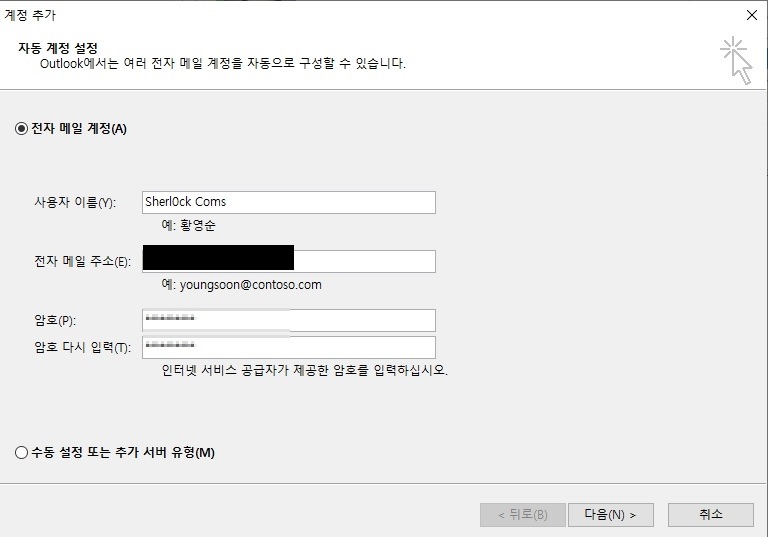 계정 추가
자동 계정 설정
Outlook에서는 여러 전자 메일 계정을 자동으로 구성할 수 있습니다.
전자 메일 계정(A)
사용자 이름(Y): Sherl0ck Coms
예: 황영순
전자 메일 주소(E):
예: youngsoon@contoso.com
암호(P): ********
암호 다시 입력(T): ********
인터넷 서비스 공급자가 제공한 암호를 입력하십시오.
수동 설정 또는 추가 서버 유형(M)
< 뒤로(B) 다음(N) > 취소